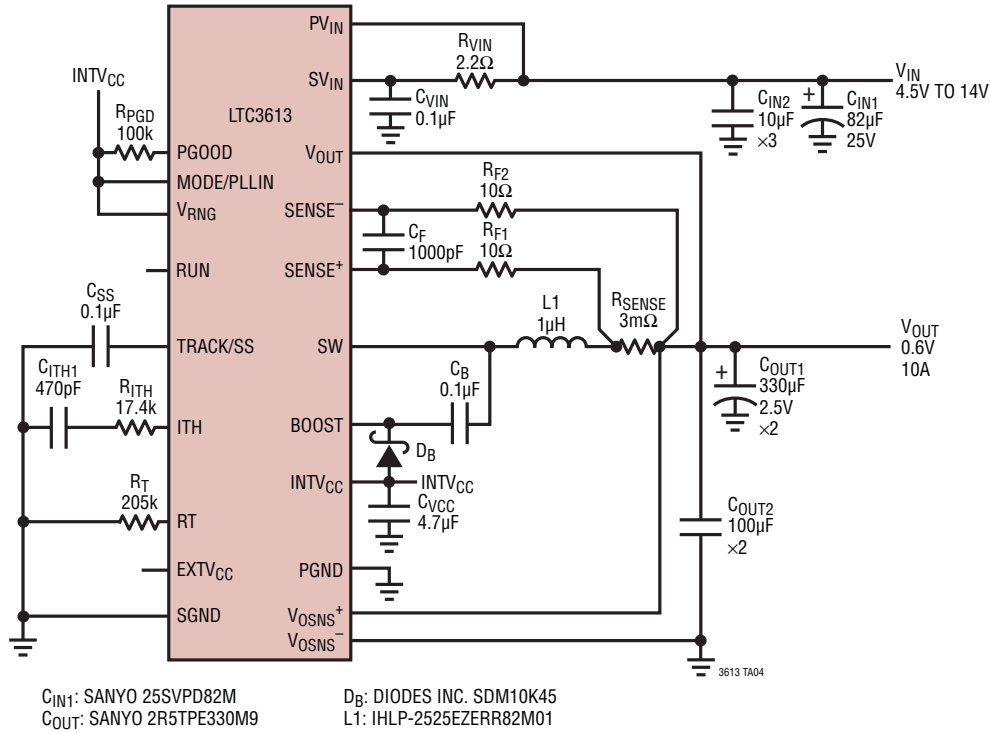 INTVCC
RPGD
100k
LTC3613
PVIN
SVIN
RVIN
2.2Ω
CVIN
0.1µF
VIN
4.5V TO 14V
CIN2
10µF
×3
+
CIN1
82µF
25V
PGOOD
MODE/PLLIN
VRNG
RUN
TRACK/SS
ITH
RT
EXTVCC
SGND
VOUT
SENSE–
SENSE+
SW
BOOST
INTVCC
PGND
VOSNS+
VOSNS–
CSS
0.1µF
CITH1
470pF
RITH
17.4k
RT
205k
RF2
10Ω
CF
1000pF
RF1
10Ω
L1
1µH
RSENSE
3mΩ
CB
0.1µF
DB
INTVCC
CVCC
4.7µF
VOUT
0.6V
10A
+
COUT1
330µF
2.5V
×2
COUT2
100µF
×2
3613 TA04
CIN1: SANYO 25SVPD82M
COUT: SANYO 2R5TPE330M9
DB: DIODES INC. SDM10K45
L1: IHLP-2525EZERR82M01